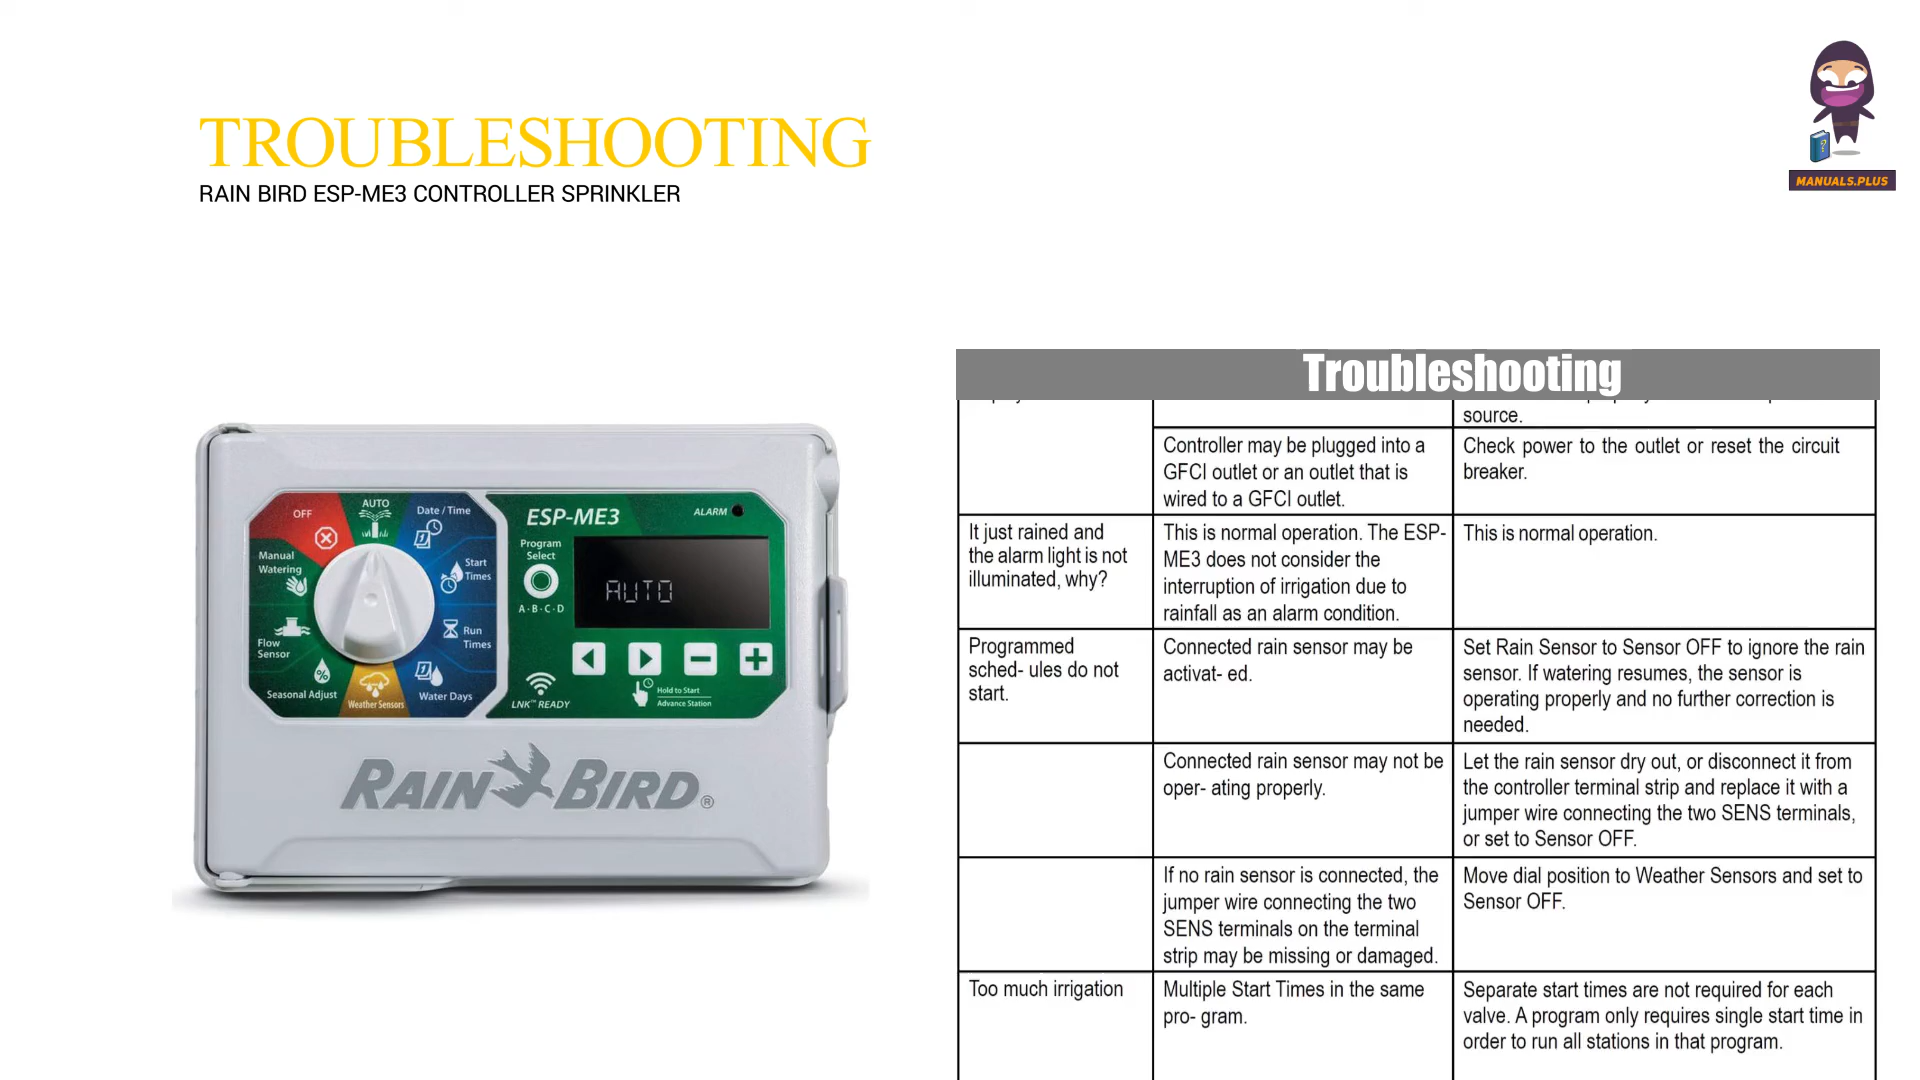 TROUBLESHOOTING
RAIN BIRD ESP-ME3 CONTROLLER SPRINKLER
MANUALS.PLUS
OFF
AUTO
Date / Time
Manual
Watering
Start
Times
Flow
Sensor
Run
Times
Seasonal Adjust
Weather Sensors
Water Days
ESP-ME3
ALARM
Program
Select
A·B·C·D
AUTO
LNK™ READY
Hold to Start
Advance Station
RAIN BIRD®
Troubleshooting
source.
Controller may be plugged into a
GFCI outlet or an outlet that is
wired to a GFCI outlet.
Check power to the outlet or reset the circuit
breaker.
It just rained and
the alarm light is not
illuminated, why?
This is normal operation. The ESP-
ME3 does not consider the
interruption of irrigation due to
rainfall as an alarm condition.
This is normal operation.
Programmed
sched- ules do not
start.
Connected rain sensor may be
activat- ed.
Set Rain Sensor to Sensor OFF to ignore the rain
sensor. If watering resumes, the sensor is
operating properly and no further correction is
needed.
Connected rain sensor may not be
oper- ating properly.
Let the rain sensor dry out, or disconnect it from
the controller terminal strip and replace it with a
jumper wire connecting the two SENS terminals,
or set to Sensor OFF.
If no rain sensor is connected, the
jumper wire connecting the two
SENS terminals on the terminal
strip may be missing or damaged.
Move dial position to Weather Sensors and set to
Sensor OFF.
Too much irrigation
Multiple Start Times in the same
pro- gram.
Separate start times are not required for each
valve. A program only requires single start time in
order to run all stations in that program.